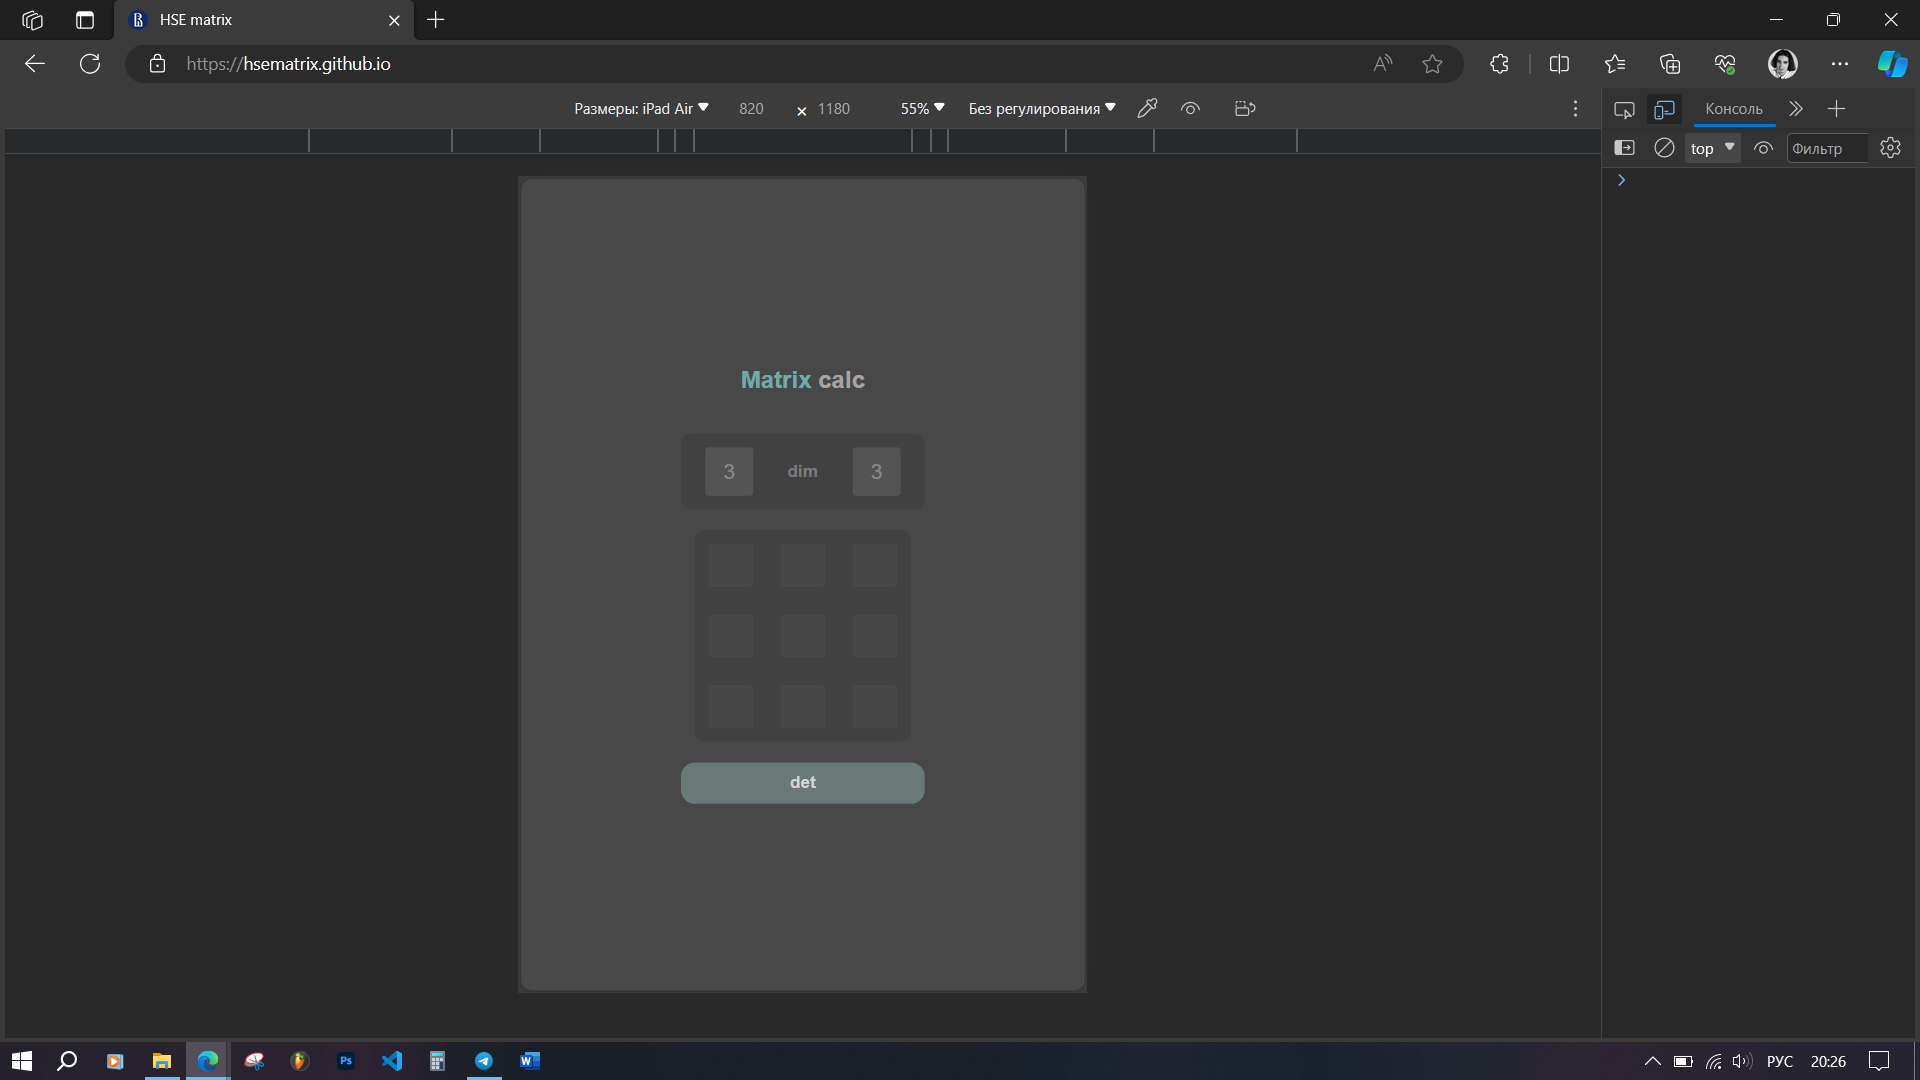 HSE matrix
https://hsematrix.github.io
Размеры: iPad Air 820 × 1180 55% Без регулирования
Консоль
top Фильтр
Matrix calc
3 dim 3
det
Ps
W
РУС 20:26